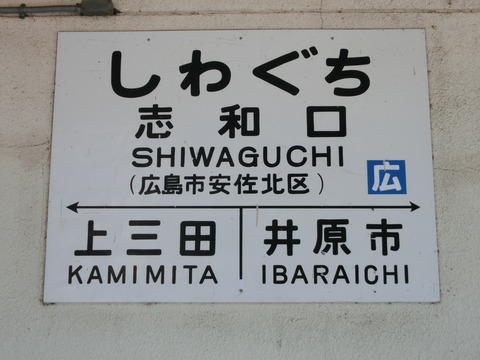 しわぐち
志和口
SHIWAGUCHI
(広島市安佐北区)
広
上三田 井原市
KAMIMITA IBARAICHI